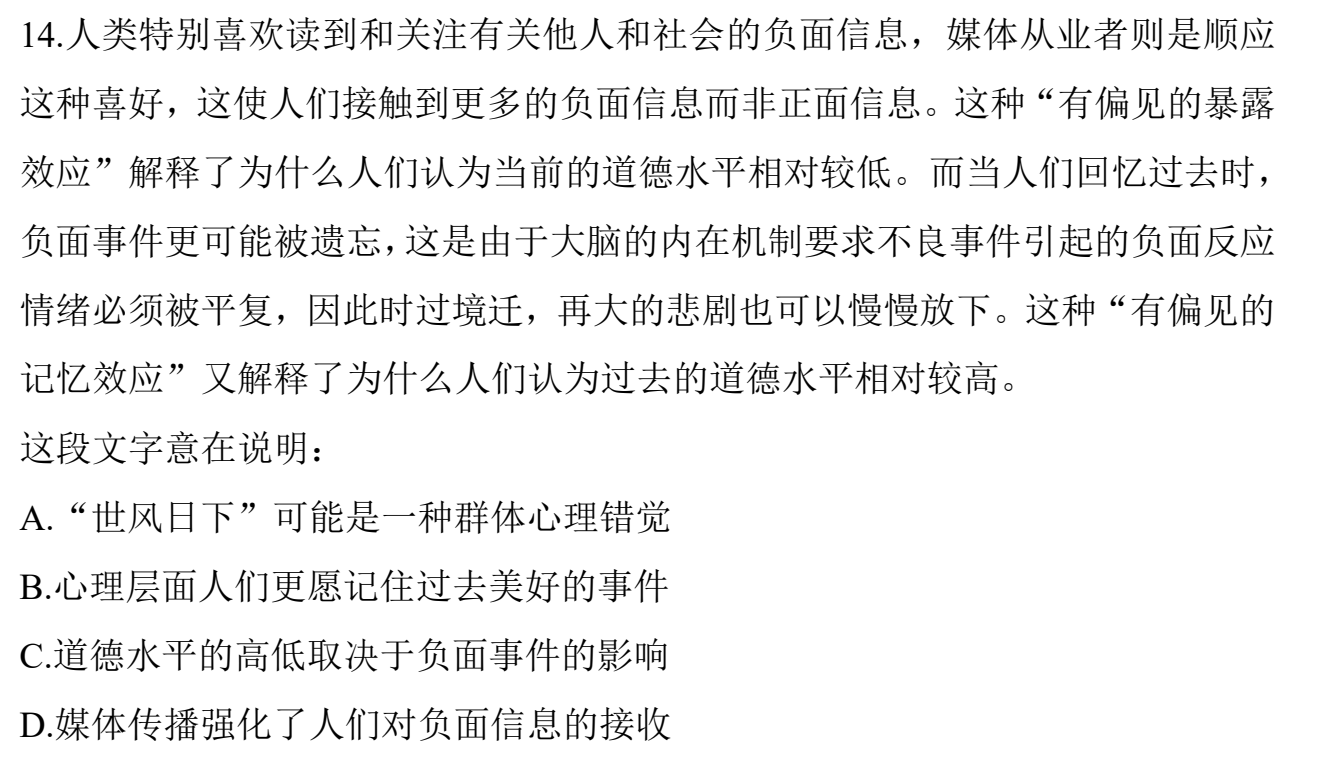 14.人类特别喜欢读到和关注有关他人和社会的负面信息，媒体从业者则是顺应
这种喜好，这使人们接触到更多的负面信息而非正面信息。这种“有偏见的暴露
效应”解释了为什么人们认为当前的道德水平相对较低。而当人们回忆过去时，
负面事件更可能被遗忘，这是由于大脑的内在机制要求不良事件引起的负面反应
情绪必须被平复，因此时过境迁，再大的悲剧也可以慢慢放下。这种“有偏见的
记忆效应”又解释了为什么人们认为过去的道德水平相对较高。
这段文字意在说明：
A.“世风日下”可能是一种群体心理错觉
B.心理层面人们更愿记住过去美好的事件
C.道德水平的高低取决于负面事件的影响
D.媒体传播强化了人们对负面信息的接收